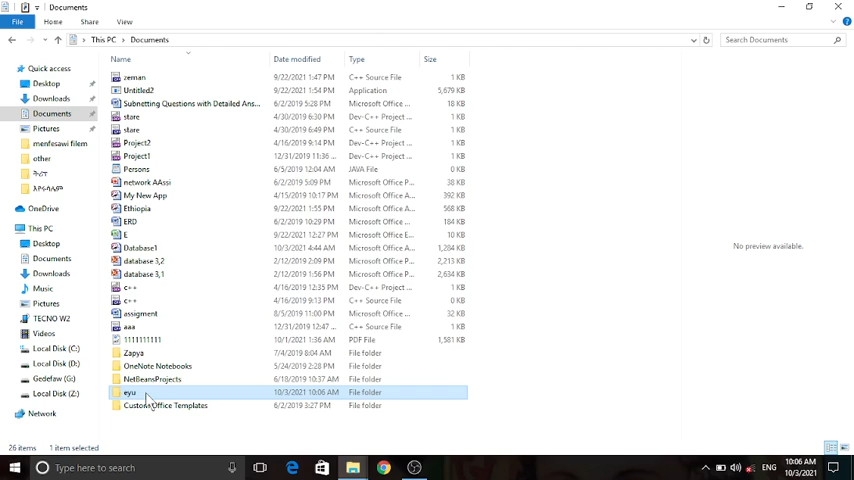 Documents
File Home Share View
This PC Documents
Search Documents
Name Date modified Type Size
Quick access
Desktop
Downloads
Documents
Pictures
menfesawi filem
other
ትረሃ
እየሩሳሌም
OneDrive
This PC
Desktop
Documents
Downloads
Music
Pictures
TECNO W2
Videos
Local Disk (C:)
Local Disk (D:)
Gedefaw (G:)
Local Disk (Z:)
Network
zeman 9/22/2021 1:47 PM C++ Source File 1 KB
Untitled2 9/22/2021 1:54 PM Application 5,679 KB
Subnetting Questions with Detailed Ans... 6/2/2019 5:28 PM Microsoft Office ... 18 KB
stare 4/30/2019 6:30 PM Dev-C++ Project ... 1 KB
stare 4/30/2019 6:49 PM C++ Source File 1 KB
Project2 4/16/2019 9:14 PM Dev-C++ Project ... 1 KB
Project1 12/31/2019 11:36 ... Dev-C++ Project ... 1 KB
Persons 6/5/2019 12:04 AM JAVA File 0 KB
network AAssi 6/2/2019 5:09 PM Microsoft Office P... 38 KB
My New App 4/15/2019 10:17 PM Microsoft Office A... 392 KB
Ethiopia 9/22/2021 1:55 PM Microsoft Office A... 568 KB
ERD 6/2/2019 10:29 PM Microsoft Office ... 184 KB
E 9/22/2021 12:27 PM Microsoft Office E... 10 KB
Database1 10/3/2021 4:44 AM Microsoft Office A... 1,284 KB
database 3,2 2/12/2019 2:09 PM Microsoft Office P... 2,213 KB
database 3,1 2/12/2019 1:56 PM Microsoft Office P... 2,634 KB
c++ 4/16/2019 12:35 PM Dev-C++ Project ... 1 KB
c++ 4/16/2019 9:13 PM C++ Source File 0 KB
assigment 8/5/2019 11:00 PM Microsoft Office ... 32 KB
aaa 12/31/2019 12:47 ... C++ Source File 1 KB
1111111111 10/1/2021 1:36 AM PDF File 1,581 KB
Zapya 7/4/2019 8:04 AM File folder
OneNote Notebooks 5/24/2019 2:28 PM File folder
NetBeansProjects 6/18/2019 10:37 AM File folder
eyu 10/3/2021 10:06 AM File folder
Custom Office Templates 6/2/2019 3:27 PM File folder
No preview available.
26 items 1 item selected
Type here to search
ENG
10:06 AM
10/3/2021